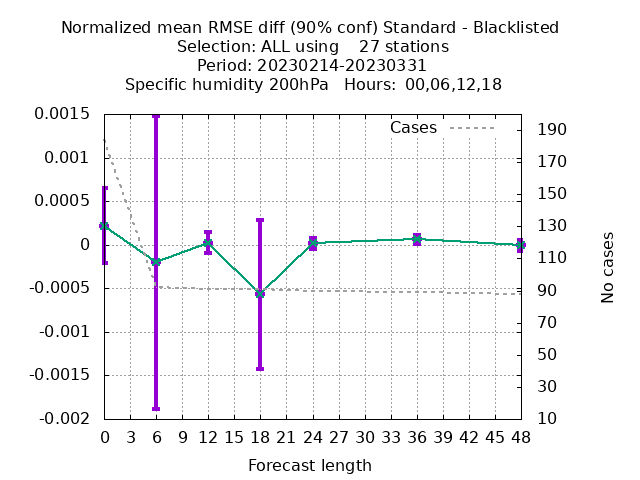 Normalized mean RMSE diff (90% conf) Standard - Blacklisted
Selection: ALL using    27 stations
Period: 20230214-20230331
Specific humidity 200hPa   Hours:  00,06,12,18
Cases
0.0015
0.001
0.0005
0
-0.0005
-0.001
-0.0015
-0.002
190
170
150
130
110
90
70
50
30
10
No cases
0 3 6 9 12 15 18 21 24 27 30 33 36 39 42 45 48
Forecast length